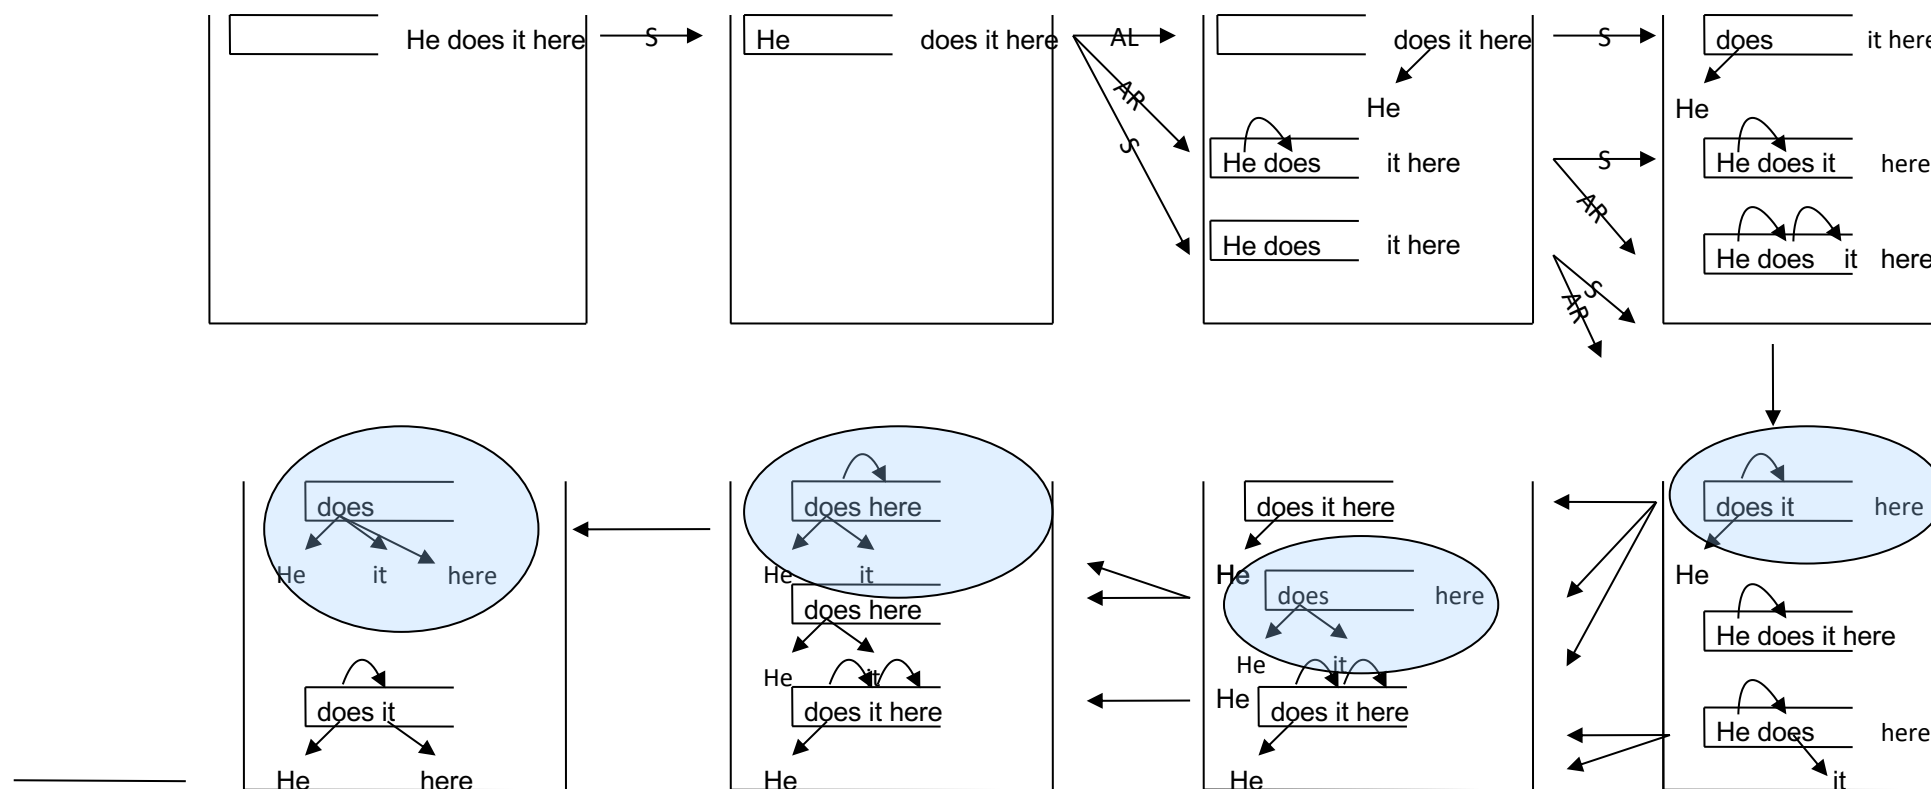 He does it here
S
He does it here
AL
AR
S
does it here
He
He does it here
He does it here
S
S
AR
S
AR
does it here
He
He does it here
He does it here
does
He it here
does it
He here
does here
He it
does here
He it
does it here
He
does it here
He
does here
He it
He
does it here
He
does it here
He
He does it here
He does here
it